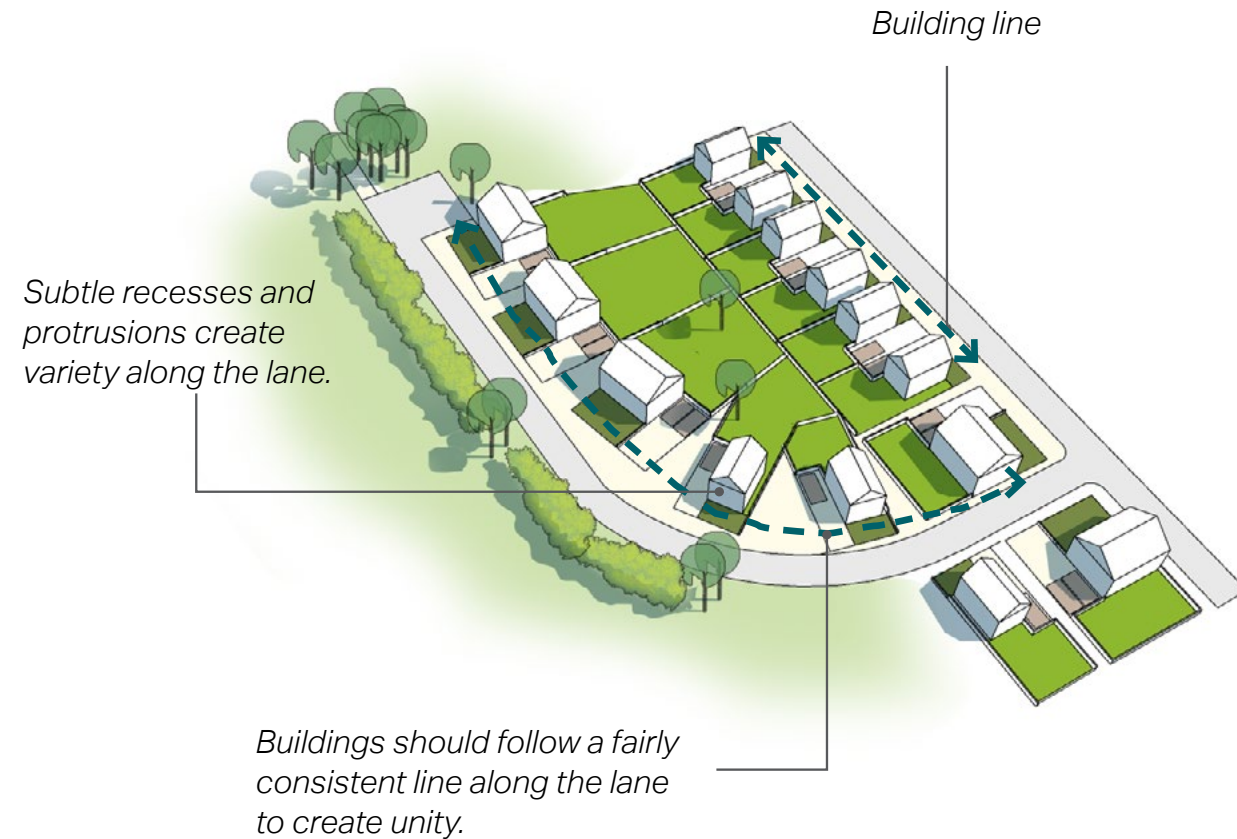 Building line
Subtle recesses and
protrusions create
variety along the lane.
Buildings should follow a fairly
consistent line along the lane
to create unity.